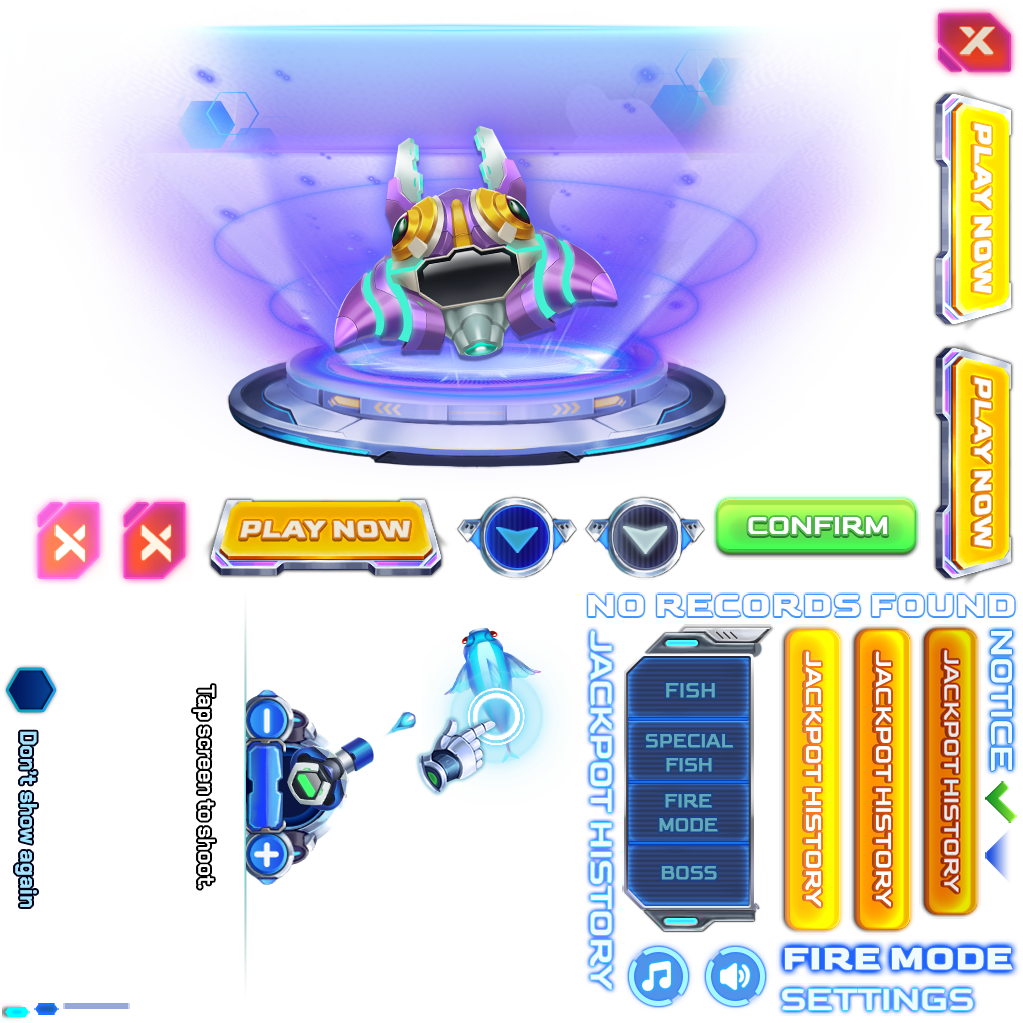 PLAY NOW
PLAY NOW
PLAY NOW
CONFIRM
NO RECORDS FOUND
JACKPOT HISTORY
FISH
SPECIAL
FISH
FIRE
MODE
BOSS
JACKPOT HISTORY
JACKPOT HISTORY
JACKPOT HISTORY
NOTICE
Tap screen to shoot.
Don't show again
FIRE MODE
SETTINGS